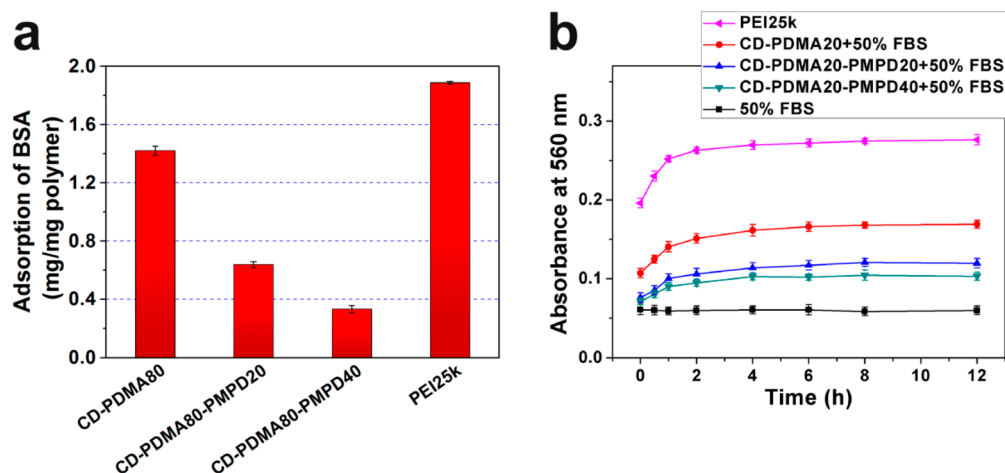 a
Adsorption of BSA
(mg/mg polymer)
2.0
1.6
1.2
0.8
0.4
0.0
CD-PDMA80
CD-PDMA80-PMPD20
CD-PDMA80-PMPD40
PEI25k
b
PEI25k
CD-PDMA20+50% FBS
CD-PDMA20-PMPD20+50% FBS
CD-PDMA20-PMPD40+50% FBS
50% FBS
Absorbance at 560 nm
0.3
0.2
0.1
0.0
0 2 4 6 8 10 12
Time (h)